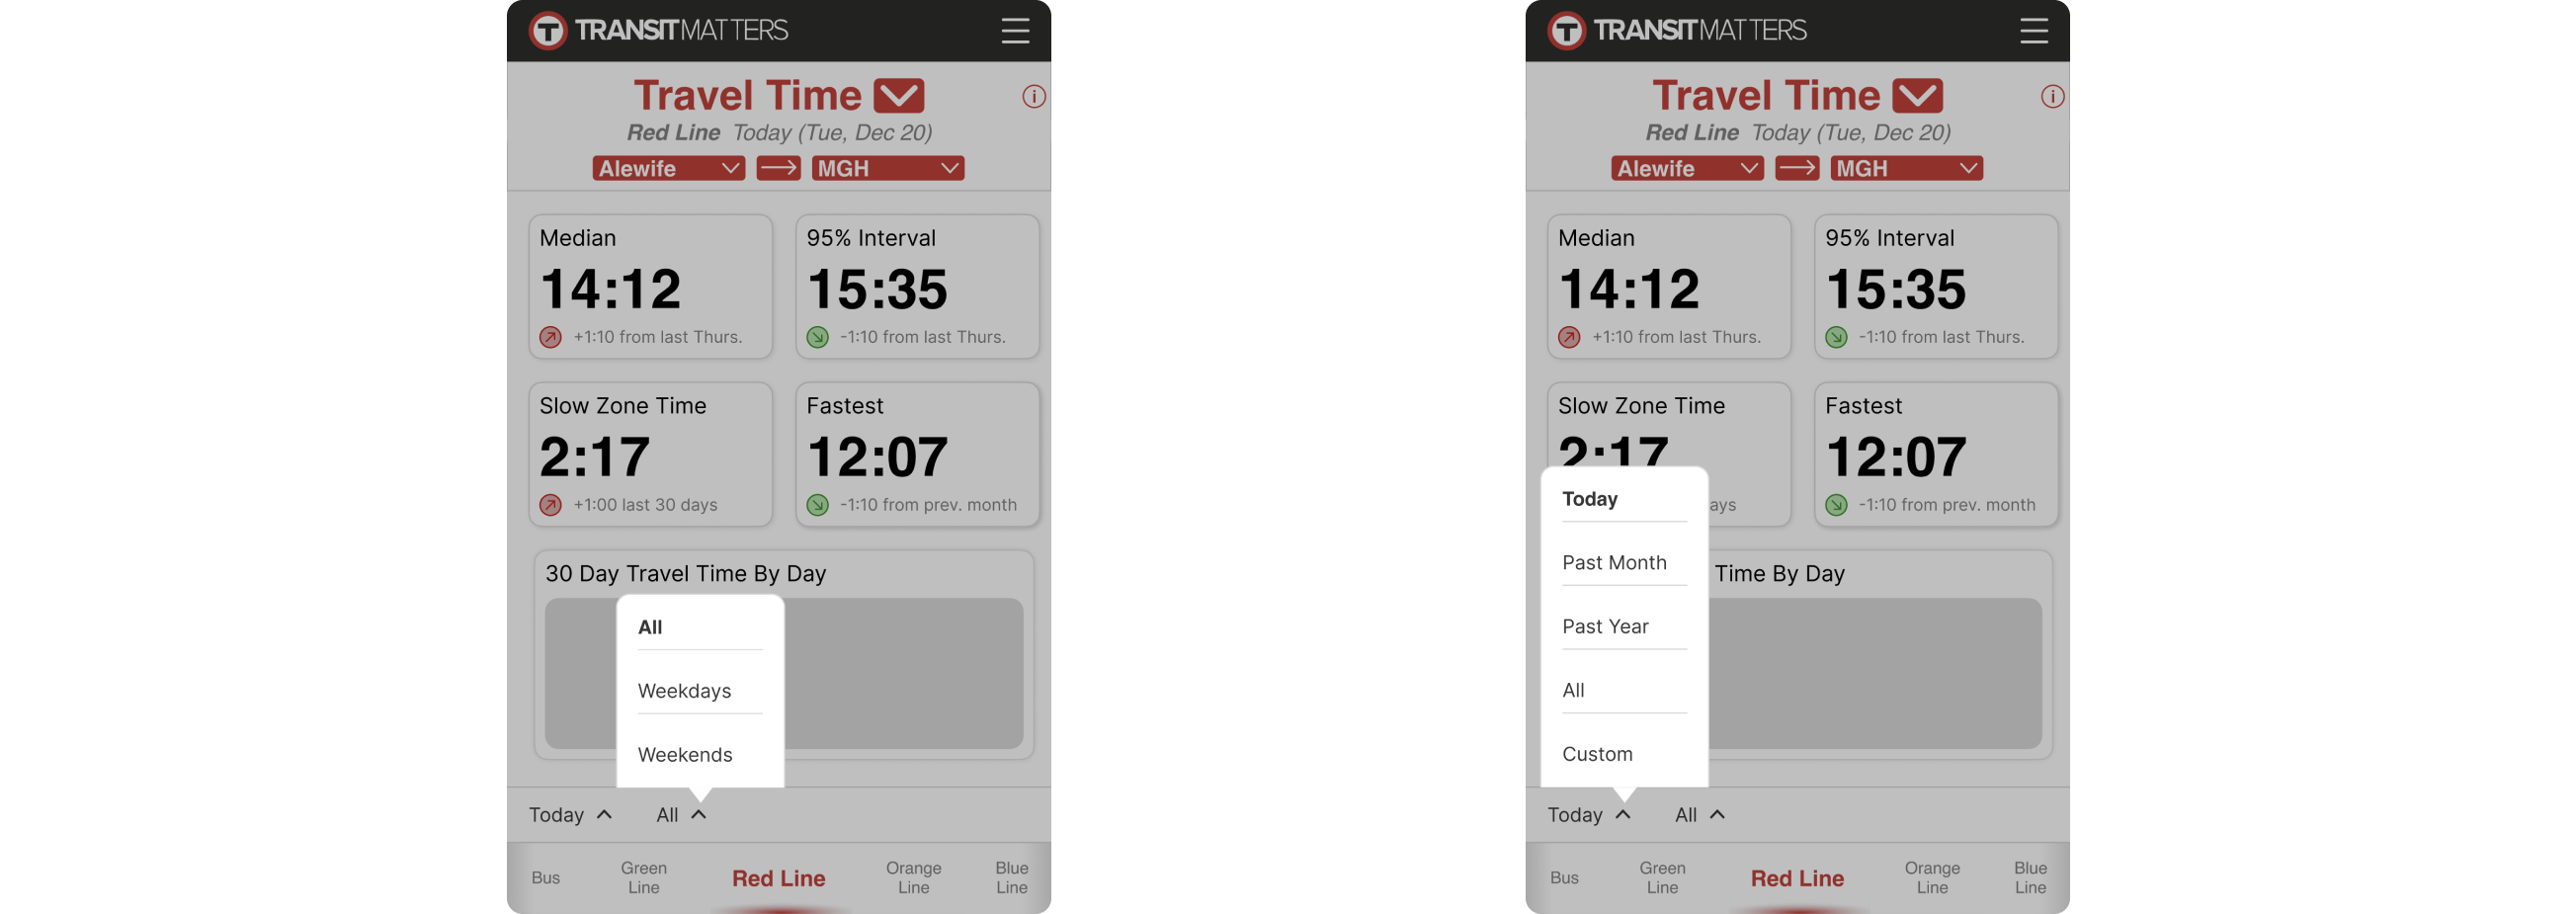 TRANSITMATTERS
Travel Time
Red Line Today (Tue, Dec 20)
Alewife MGH
Median
14:12
+1:10 from last Thurs.
95% Interval
15:35
-1:10 from last Thurs.
Slow Zone Time
2:17
+1:00 last 30 days
Fastest
12:07
-1:10 from prev. month
30 Day Travel Time By Day
All
Weekdays
Weekends
Today All
Bus
Green
Line
Red Line
Orange
Line
Blue
Line
TRANSITMATTERS
Travel Time
Red Line Today (Tue, Dec 20)
Alewife MGH
Median
14:12
+1:10 from last Thurs.
95% Interval
15:35
-1:10 from last Thurs.
Slow Zone Time
2:17
ays
Fastest
12:07
-1:10 from prev. month
Time By Day
Today
Past Month
Past Year
All
Custom
Today All
Bus
Green
Line
Red Line
Orange
Line
Blue
Line